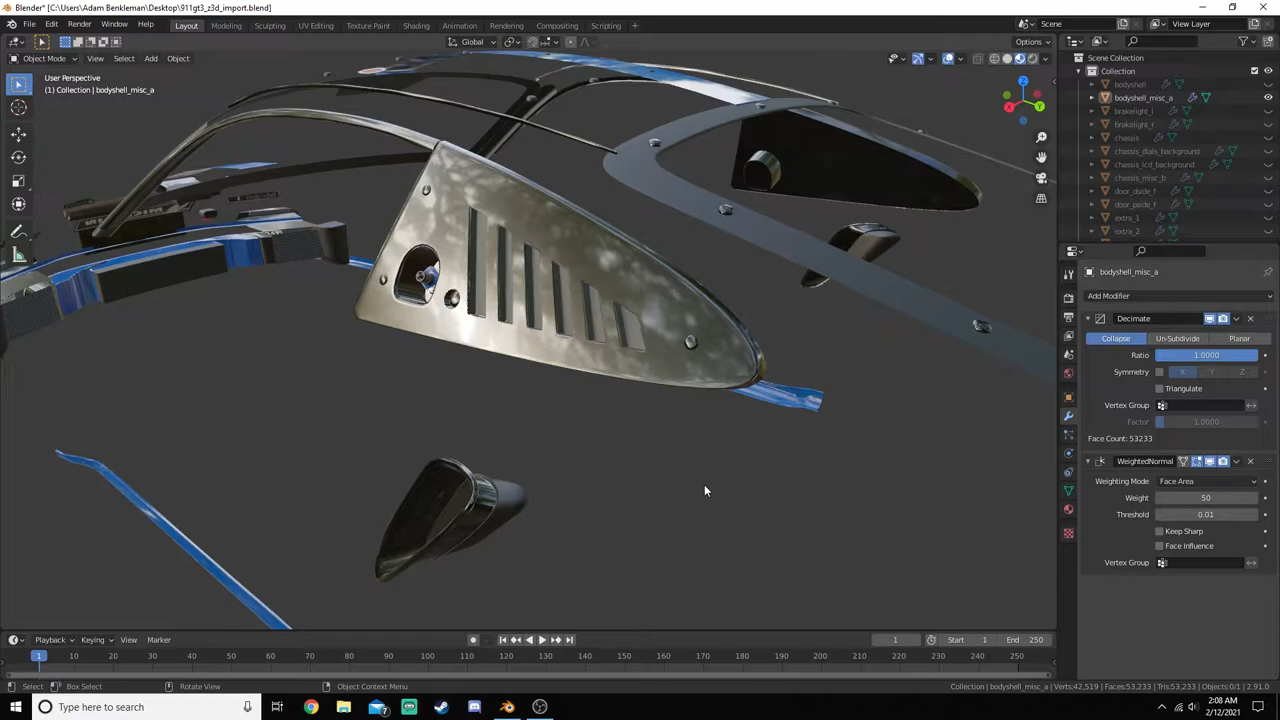 Blender* [C:\Users\Adam Benkleman\Desktop\911gt3_z3d_import.blend]
File Edit Render Window Help Layout Modeling Sculpting UV Editing Texture Paint Shading Animation Rendering Compositing Scripting + Scene View Layer
Global Options
Object Mode View Select Add Object
User Perspective
(1) Collection | bodyshell_misc_a
Z
Y
X
Scene Collection
Collection
bodyshell
bodyshell_misc_a
brakelight_l
brakelight_r
chassis
chassis_dials_background
chassis_lcd_background
chassis_misc_b
door_dside_f
door_pside_f
extra_1
extra_2
bodyshell_misc_a
Add Modifier
Decimate
Collapse Un-Subdivide Planar
Ratio 1.0000
Symmetry X Y Z
Triangulate
Vertex Group
Factor 1.0000
Face Count: 53233
WeightedNormal
Weighting Mode Face Area
Weight 50
Threshold 0.01
Keep Sharp
Face Influence
Vertex Group
Playback Keying View Marker 1 Start 1 End 250
1 10 20 30 40 50 60 70 80 90 100 110 120 130 140 150 160 170 180 190 200 210 220 230 240 250
Select Box Select Rotate View Object Context Menu Collection | bodyshell_misc_a | Verts:42,519 | Faces:53,233 | Tris:53,233 | Objects:0/1 | 2.91.0
Type here to search 7 2:08 AM
2/12/2021